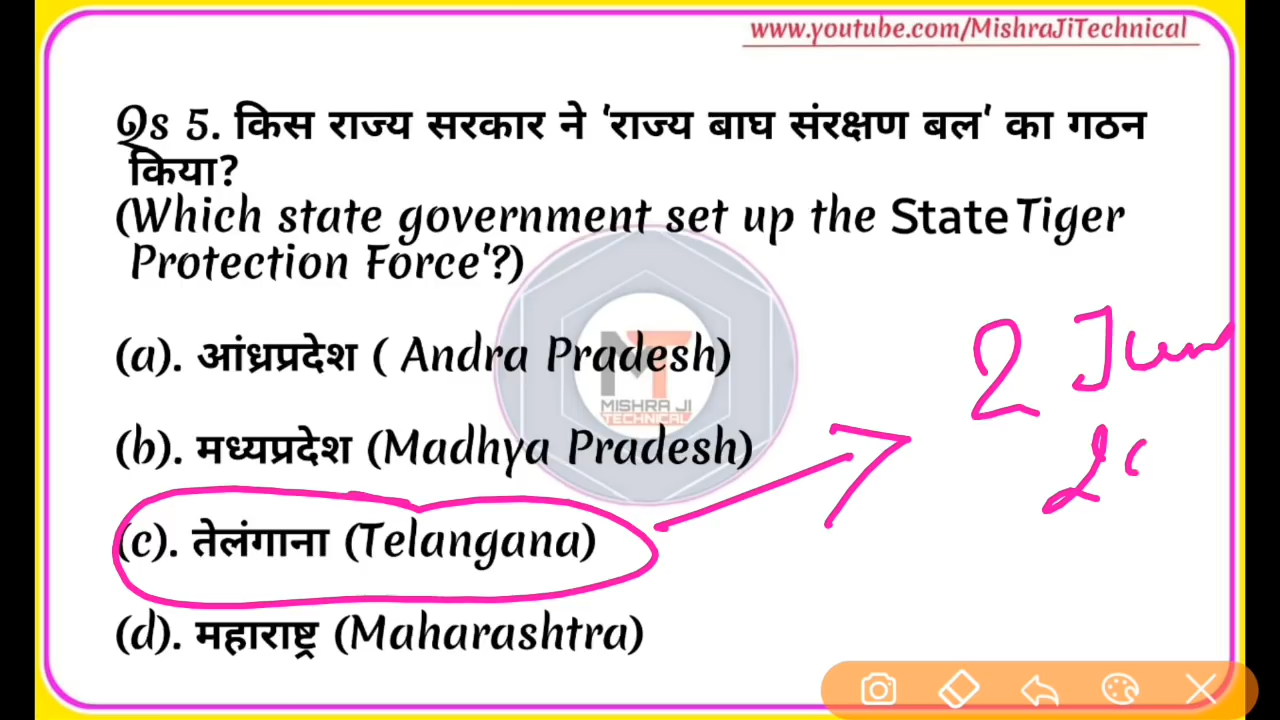 www.youtube.com/MishraJiTechnical
Qs 5. किस राज्य सरकार ने 'राज्य बाघ संरक्षण बल' का गठन
किया?
(Which state government set up the State Tiger
Protection Force'?)
(a). आंध्रप्रदेश ( Andra Pradesh)
MT
MISHRA JI
TECHNICAL
(b). मध्यप्रदेश (Madhya Pradesh)
(c). तेलंगाना (Telangana)
(d). महाराष्ट्र (Maharashtra)
2 June
20